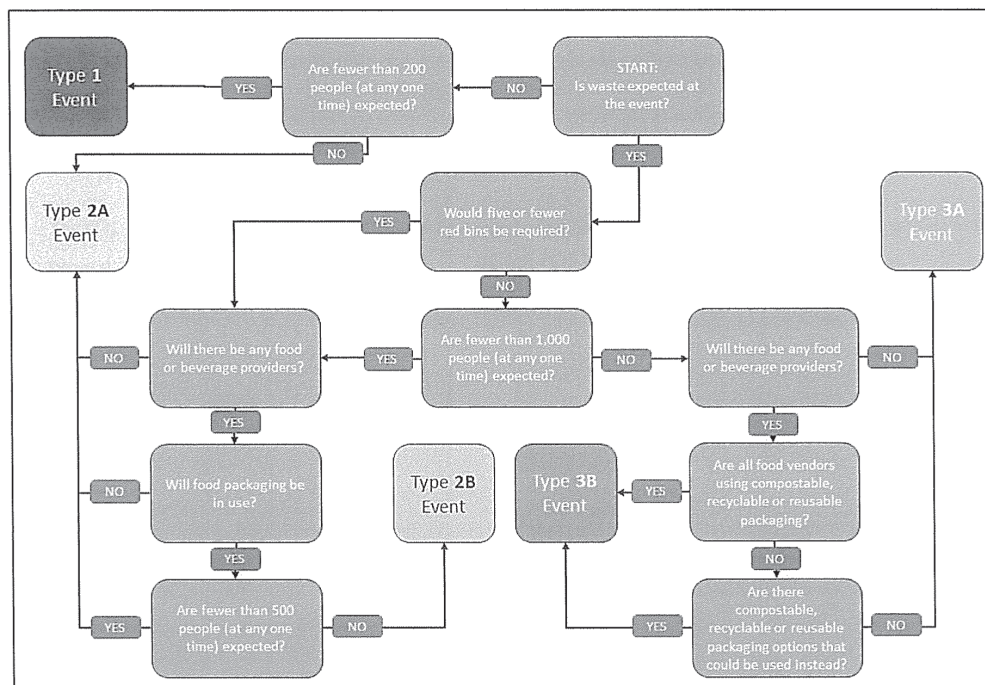 Type 1
Event
YES
Are fewer than 200
people (at any one
time) expected?
NO
START:
Is waste expected at
the event?
NO
YES
Type 2A
Event
YES
Would five or fewer
red bins be required?
Type 3A
Event
NO
NO
Will there be any food
or beverage providers?
YES
Are fewer than 1,000
people (at any one
time) expected?
NO
Will there be any food
or beverage providers?
NO
YES
YES
NO
Will food packaging be
in use?
Type 2B
Event
Type 3B
Event
YES
Are all food vendors
using compostable,
recyclable or reusable
packaging?
YES
NO
YES
Are fewer than 500
people (at any one
time) expected?
NO
YES
Are there
compostable,
recyclable or reusable
packaging options that
could be used instead?
NO